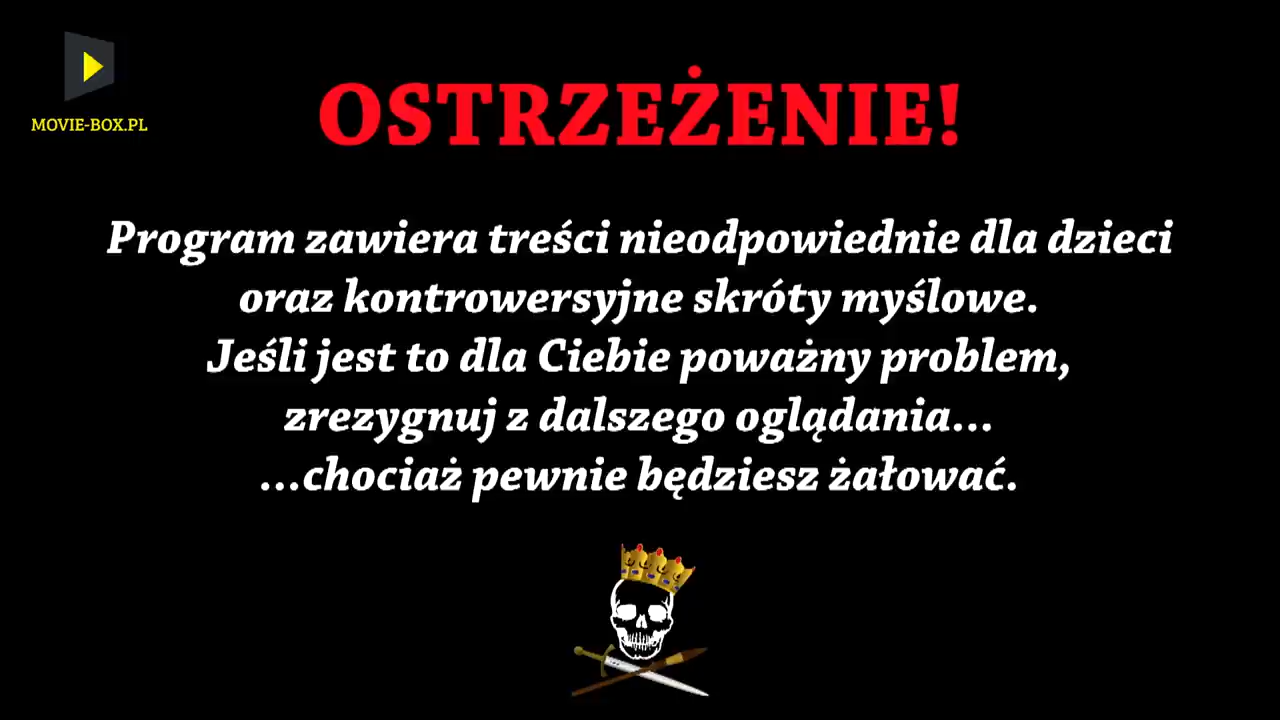 MOVIE-BOX.PL
OSTRZEŻENIE!
Program zawiera treści nieodpowiednie dla dzieci
oraz kontrowersyjne skróty myślowe.
Jeśli jest to dla Ciebie poważny problem,
zrezygnuj z dalszego oglądania...
...chociaż pewnie będziesz żałować.